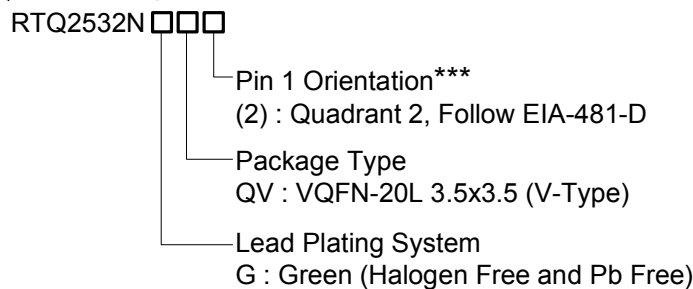 RTQ2532N□□□
Pin 1 Orientation***
(2) : Quadrant 2, Follow EIA-481-D
Package Type
QV : VQFN-20L 3.5x3.5 (V-Type)
Lead Plating System
G : Green (Halogen Free and Pb Free)